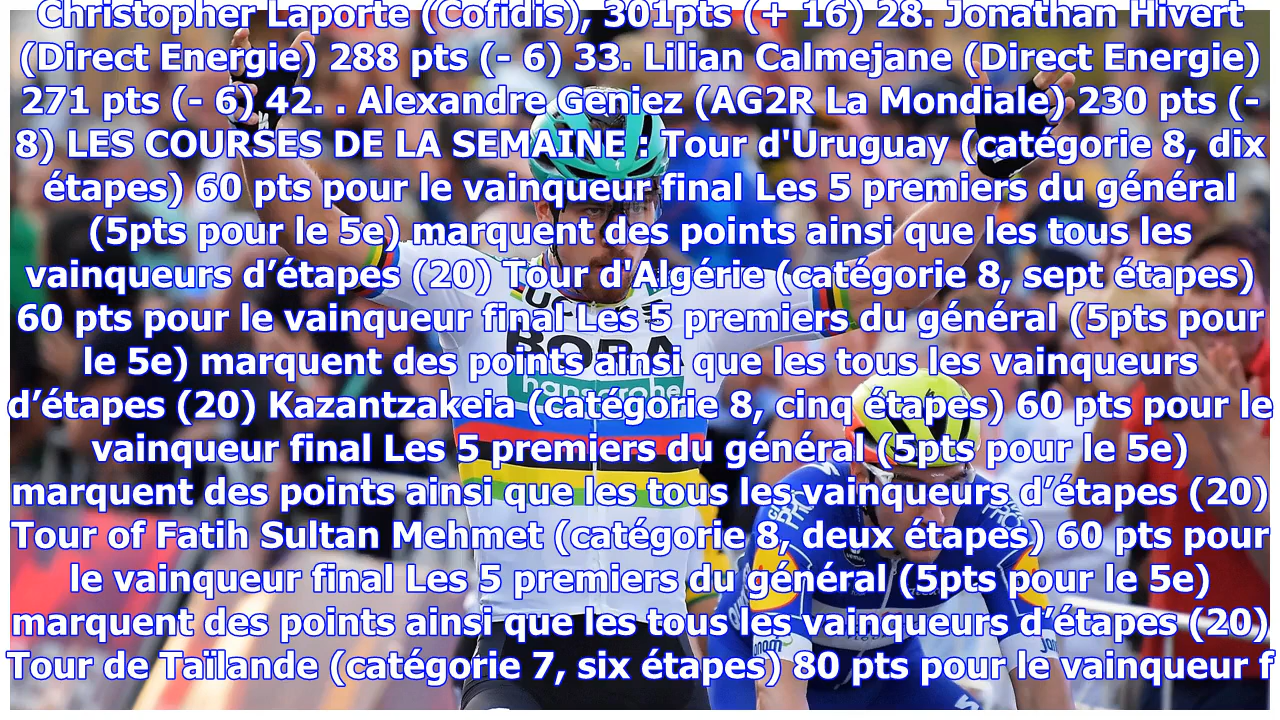 Christopher Laporte (Cofidis), 301pts (+ 16) 28. Jonathan Hivert
(Direct Energie) 288 pts (- 6) 33. Lilian Calmejane (Direct Energie)
271 pts (- 6) 42. . Alexandre Geniez (AG2R La Mondiale) 230 pts (-
8) LES COURSES DE LA SEMAINE : Tour d'Uruguay (catégorie 8, dix
étapes) 60 pts pour le vainqueur final Les 5 premiers du général
(5pts pour le 5e) marquent des points ainsi que les tous les
vainqueurs d’étapes (20) Tour d'Algérie (catégorie 8, sept étapes)
60 pts pour le vainqueur final Les 5 premiers du général (5pts pour
le 5e) marquent des points ainsi que les tous les vainqueurs
d’étapes (20) Kazantzakeia (catégorie 8, cinq étapes) 60 pts pour le
vainqueur final Les 5 premiers du général (5pts pour le 5e)
marquent des points ainsi que les tous les vainqueurs d’étapes (20)
Tour of Fatih Sultan Mehmet (catégorie 8, deux étapes) 60 pts pour
le vainqueur final Les 5 premiers du général (5pts pour le 5e)
marquent des points ainsi que les tous les vainqueurs d’étapes (20)
Tour de Taïlande (catégorie 7, six étapes) 80 pts pour le vainqueur f
BORA
hansgrohe